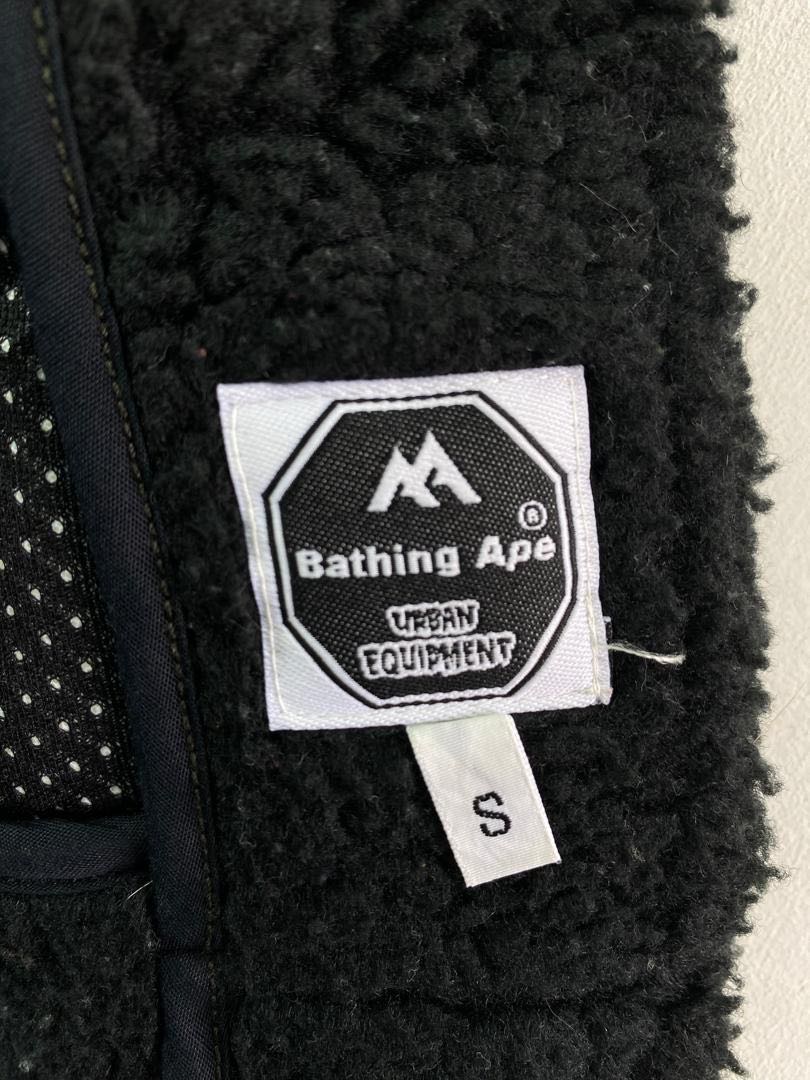 ®
Bathing Ape
URBAN
EQUIPMENT
S